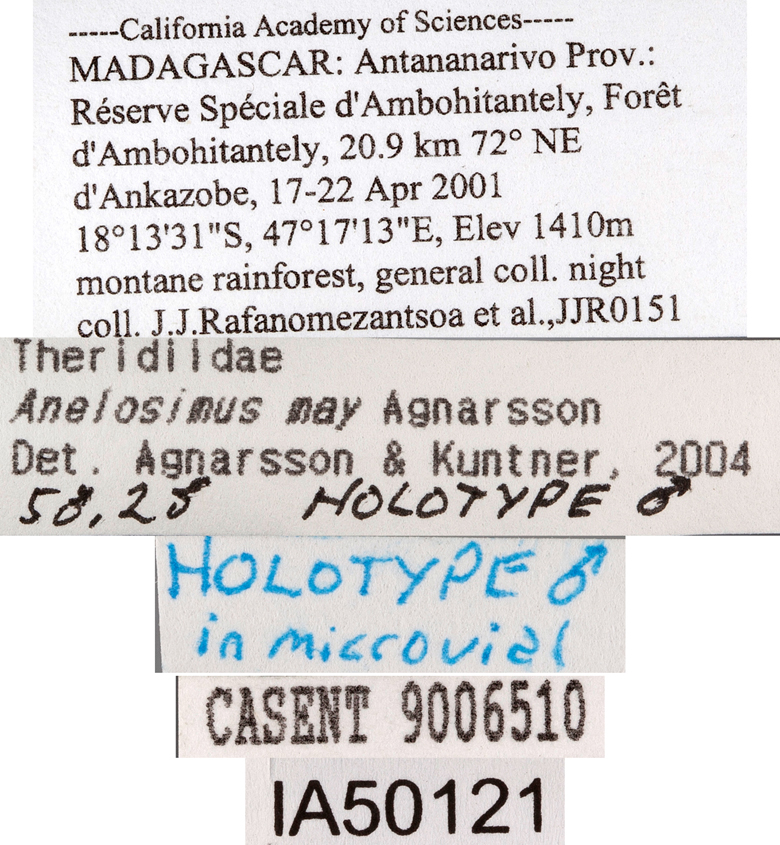 -----California Academy of Sciences-----
MADAGASCAR: Antananarivo Prov.:
Réserve Spéciale d'Ambohitantely, Forêt
d'Ambohitantely, 20.9 km 72° NE
d'Ankazobe, 17-22 Apr 2001
18°13'31"S, 47°17'13"E, Elev 1410m
montane rainforest, general coll. night
coll. J.J.Rafanomezantsoa et al.,JJR0151
Theridiidae
Anelosimus may Agnarsson
Det. Agnarsson & Kuntner, 2004
HOLOTYPE ♂
HOLOTYPE ♂
in microvial
CASENT 9006510
IA50121